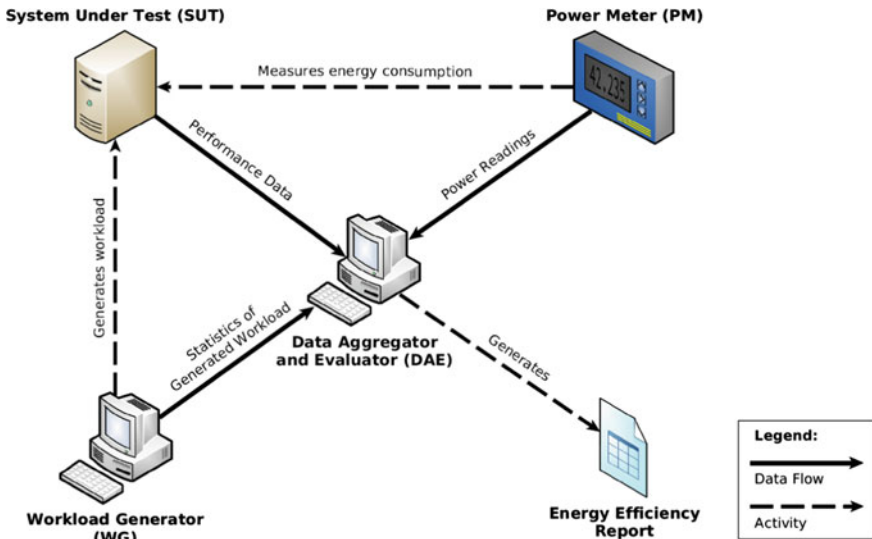 System Under Test (SUT)
Power Meter (PM)
Measures energy consumption
42.235
Performance Data
Power Readings
Generates workload
Statistics of
Generated Workload
Data Aggregator
and Evaluator (DAE)
Generates
Workload Generator
(WG)
Energy Efficiency
Report
Legend:
Data Flow
Activity